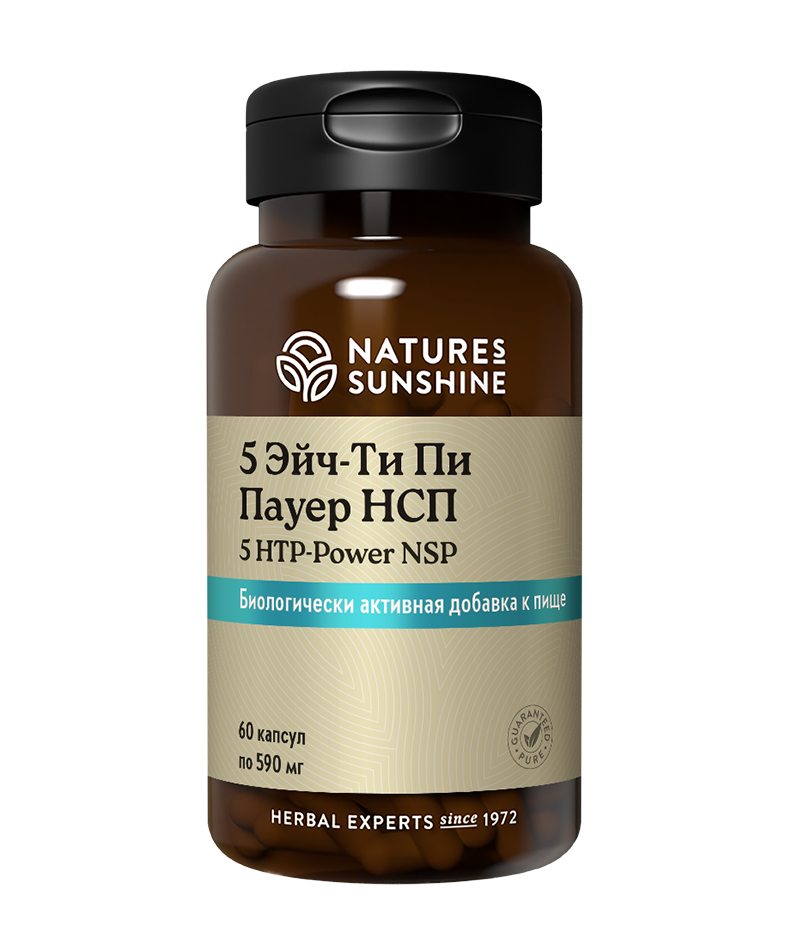 NATURES
SUNSHINE
5 Эйч-Ти Пи
Пауер НСП
5 HTP-Power NSP
Биологически активная добавка к пище
60 капсул
по 590 мг
GUARANTEED
PURE
HERBAL EXPERTS since 1972